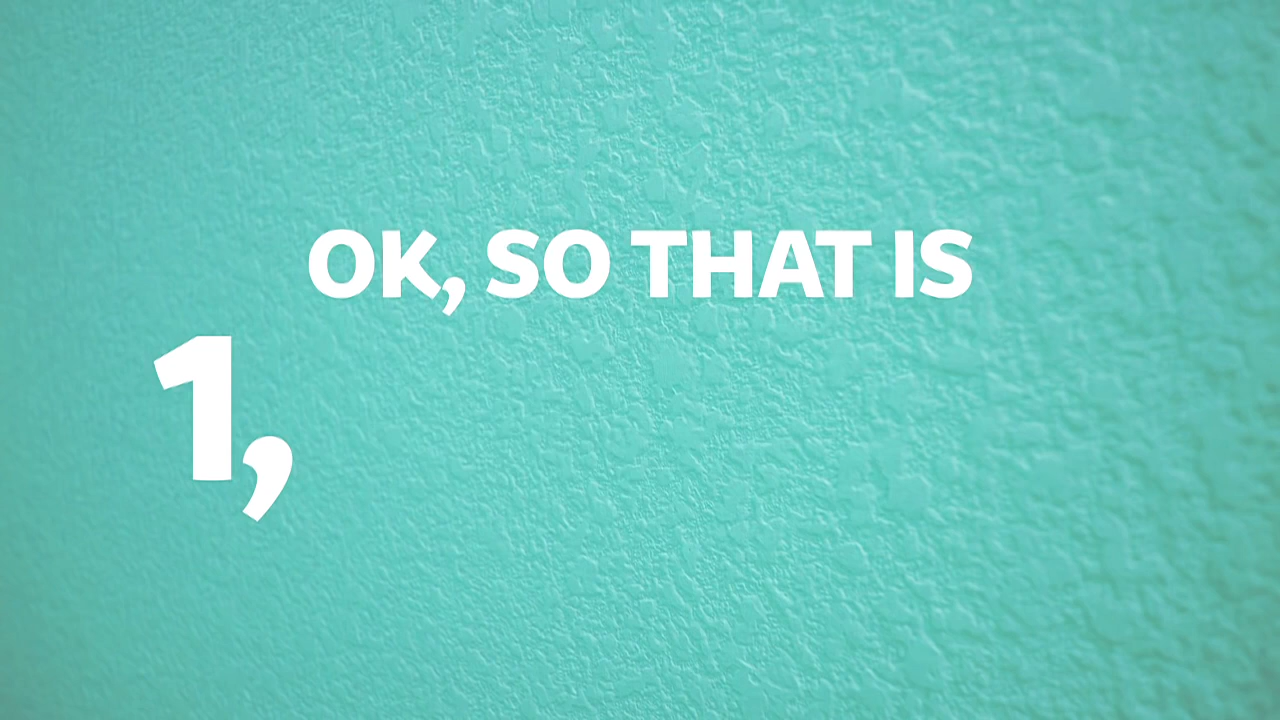 OK, SO THAT IS
1,